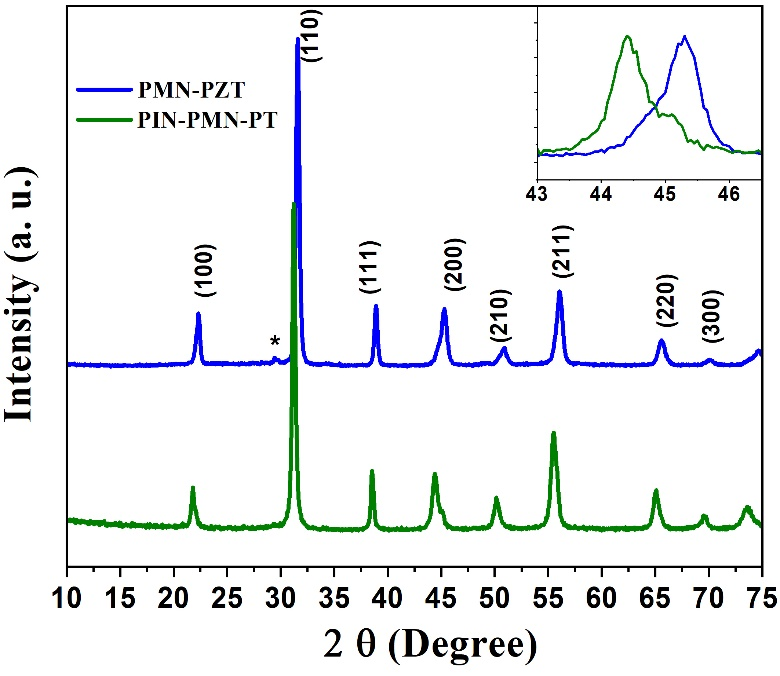 PMN-PZT
PIN-PMN-PT
(100)
*
(110)
(111)
(200)
(210)
(211)
(220)
(300)
43 44 45 46
Intensity (a. u.)
10 15 20 25 30 35 40 45 50 55 60 65 70 75
2 θ (Degree)